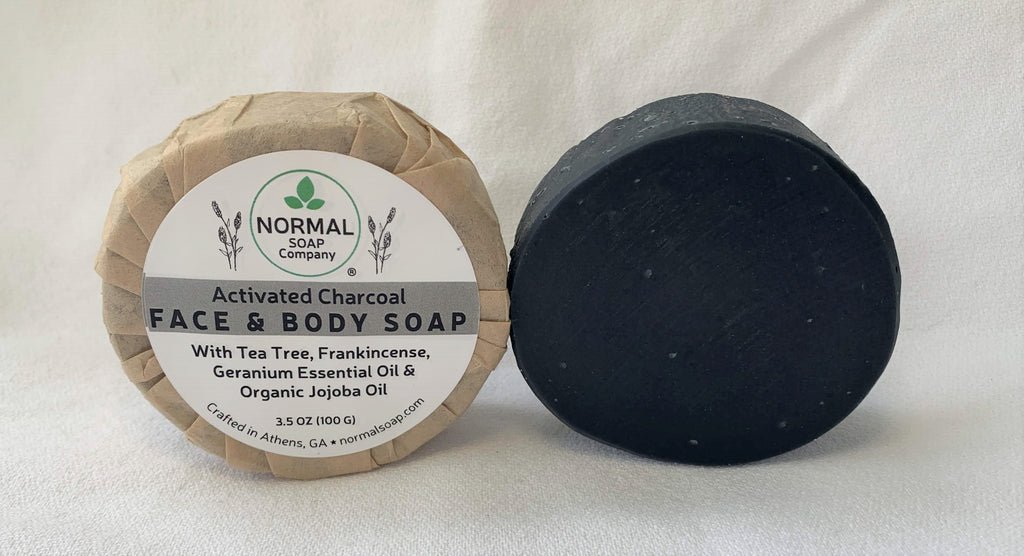 NORMAL
SOAP
Company
®
Activated Charcoal
FACE & BODY SOAP
With Tea Tree, Frankincense,
Geranium Essential Oil &
Organic Jojoba Oil
3.5 OZ (100 G)
Crafted in Athens, GA ★ normalsoap.com